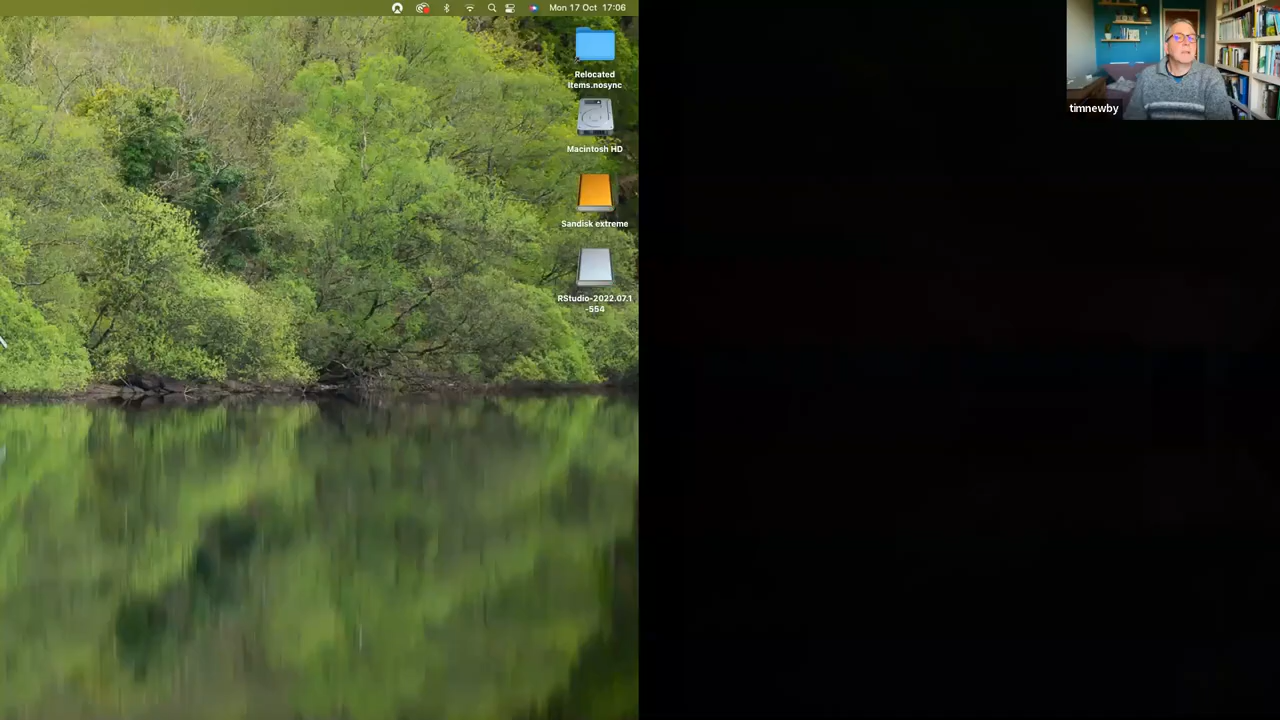 Mon 17 Oct 17:06
Relocated
Items.nosync
Macintosh HD
Sandisk extreme
RStudio-2022.07.1
-554
timnewby